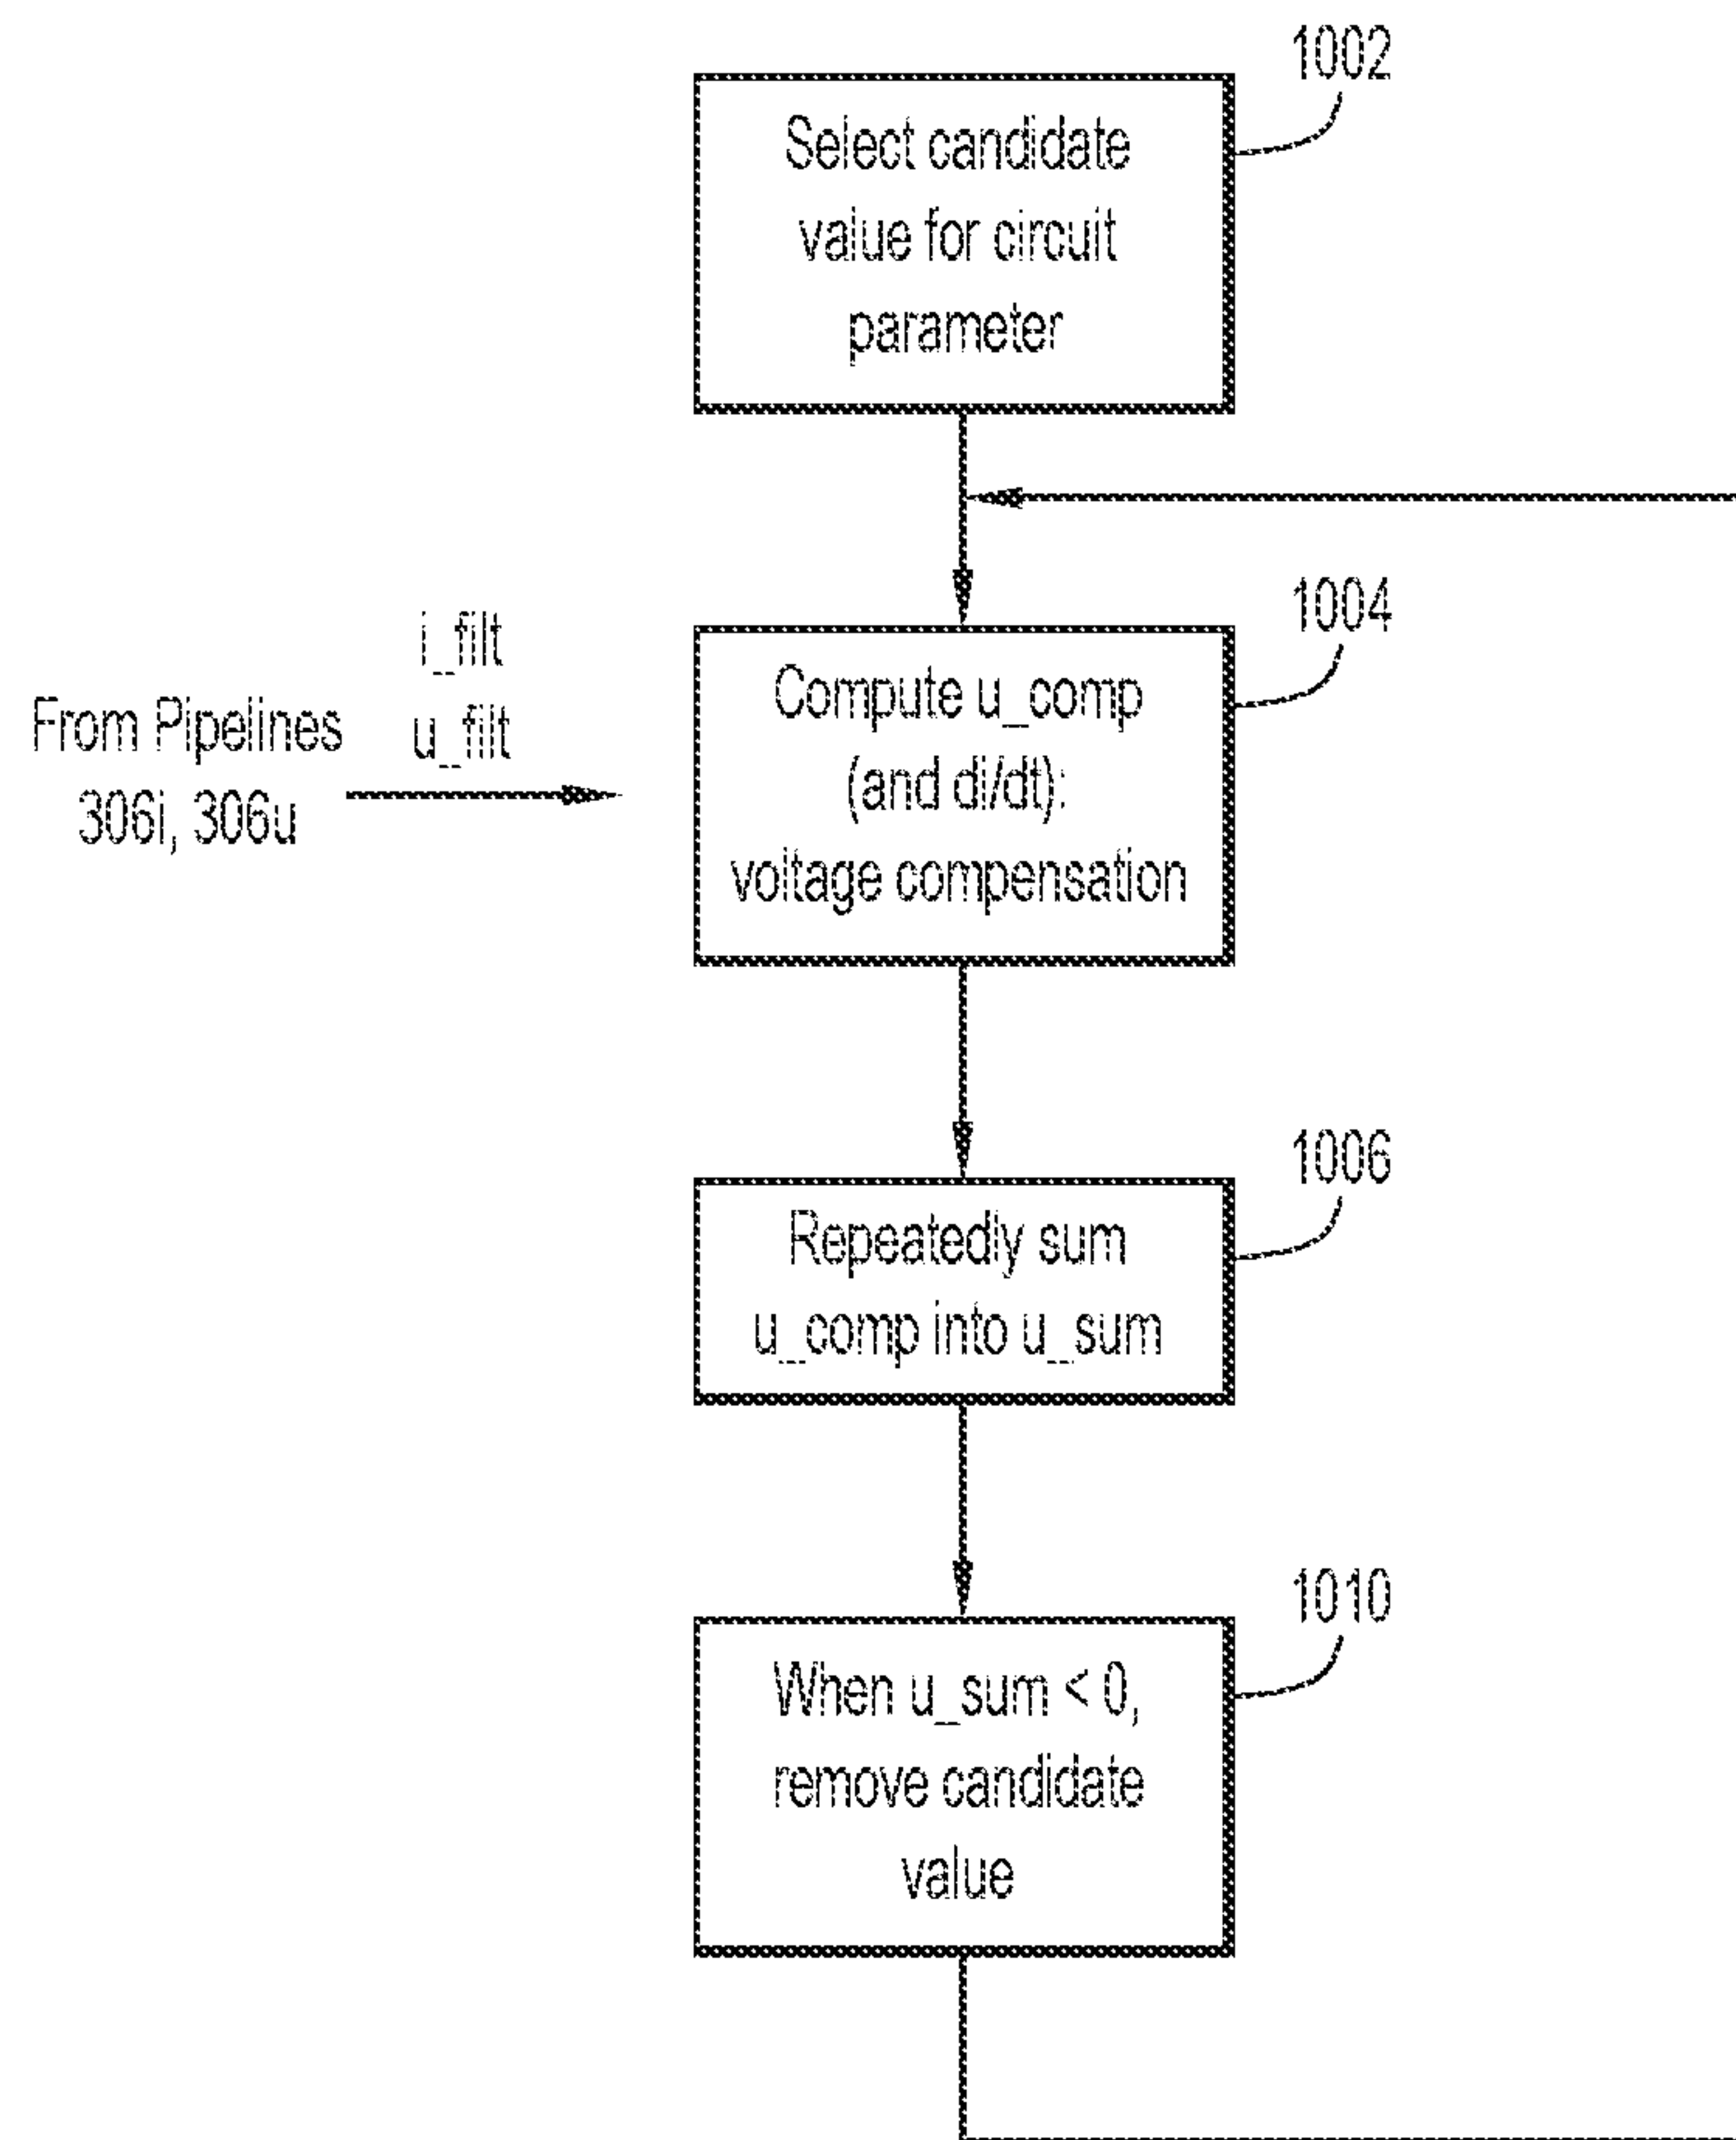 1002
Select candidate
value for circuit
parameter
1004
i_filt
From Pipelines
u_filt
306i, 306u
Compute u_comp
(and di/dt):
voltage compensation
1006
Repeatedly sum
u_comp into u_sum
1010
When u_sum < 0,
remove candidate
value